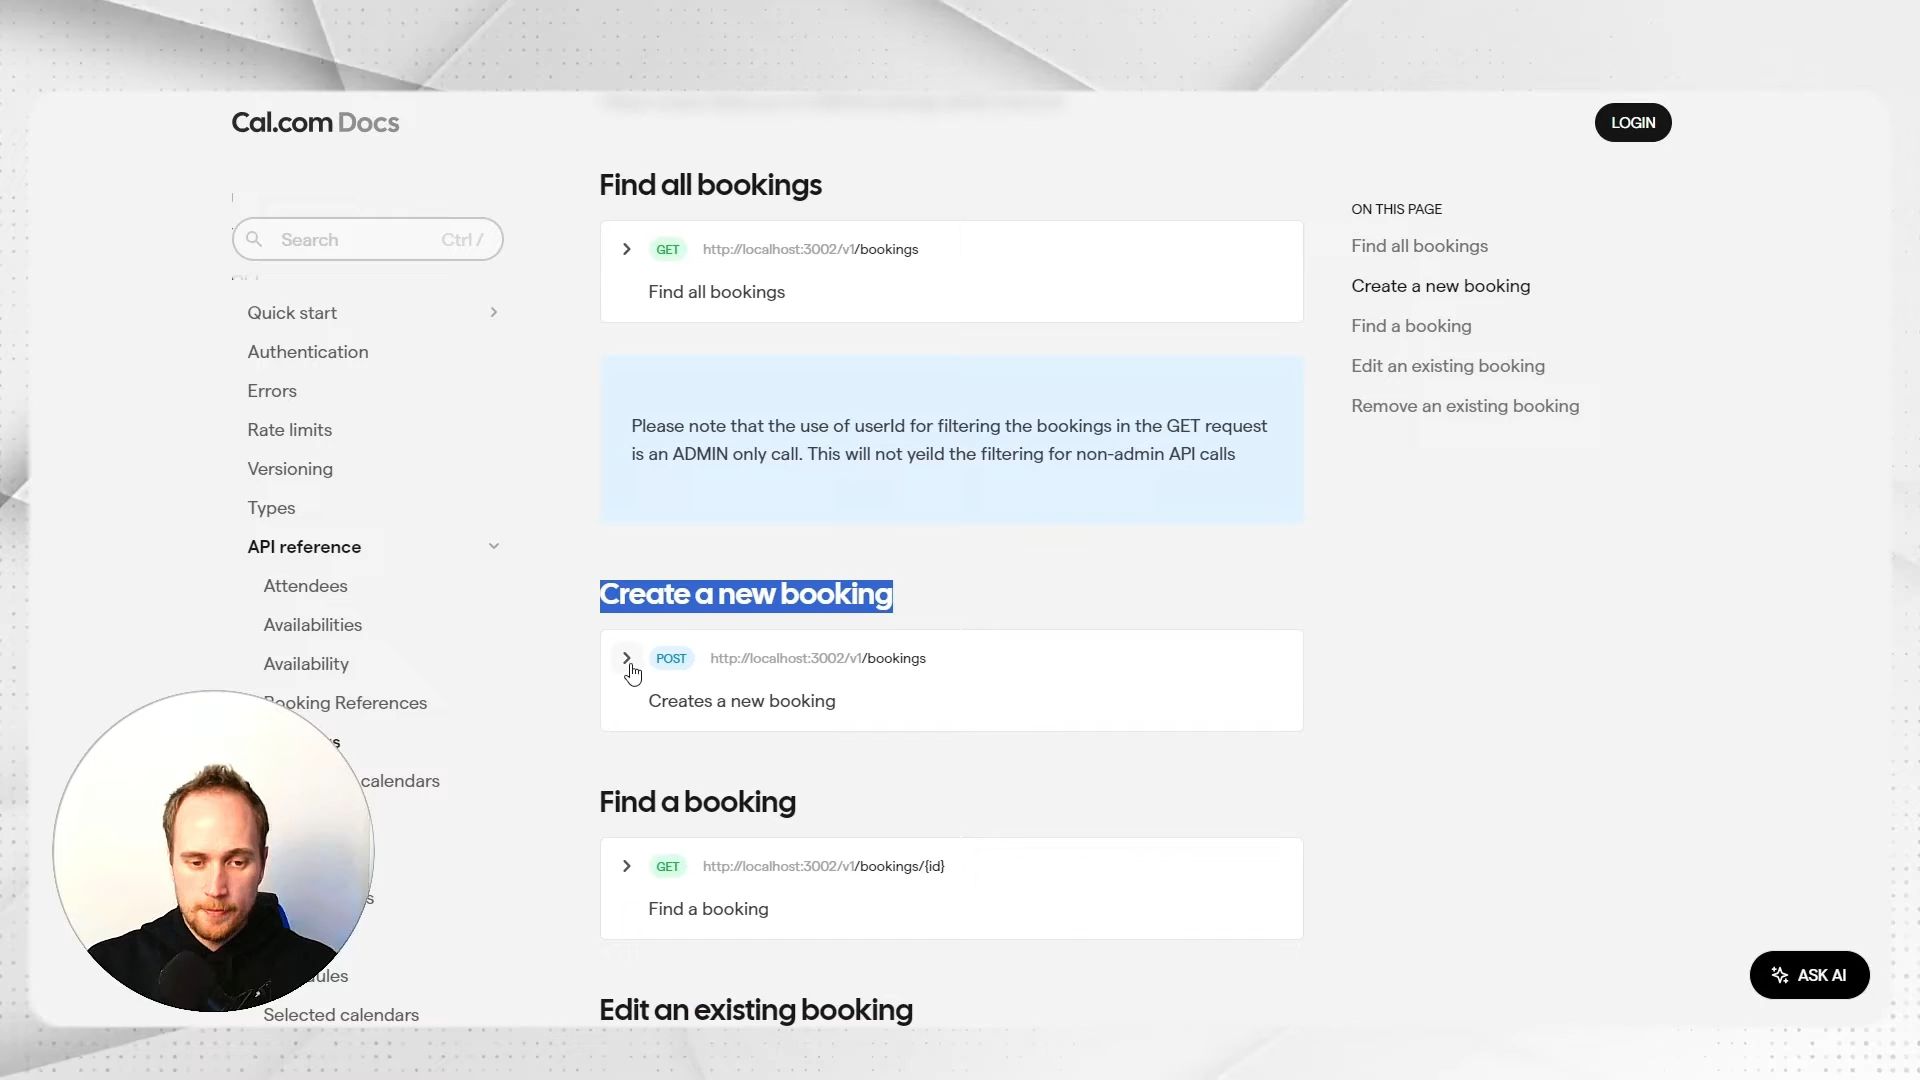 Cal.com Docs
LOGIN
Search
Ctrl /
Quick start
Authentication
Errors
Rate limits
Versioning
Types
API reference
Attendees
Availabilities
Availability
Booking References
calendars
Selected calendars
Find all bookings
GET http://localhost:3002/v1/bookings
Find all bookings
Please note that the use of userId for filtering the bookings in the GET request
is an ADMIN only call. This will not yeild the filtering for non-admin API calls
Create a new booking
POST http://localhost:3002/v1/bookings
Creates a new booking
Find a booking
GET http://localhost:3002/v1/bookings/{id}
Find a booking
Edit an existing booking
ON THIS PAGE
Find all bookings
Create a new booking
Find a booking
Edit an existing booking
Remove an existing booking
ASK AI